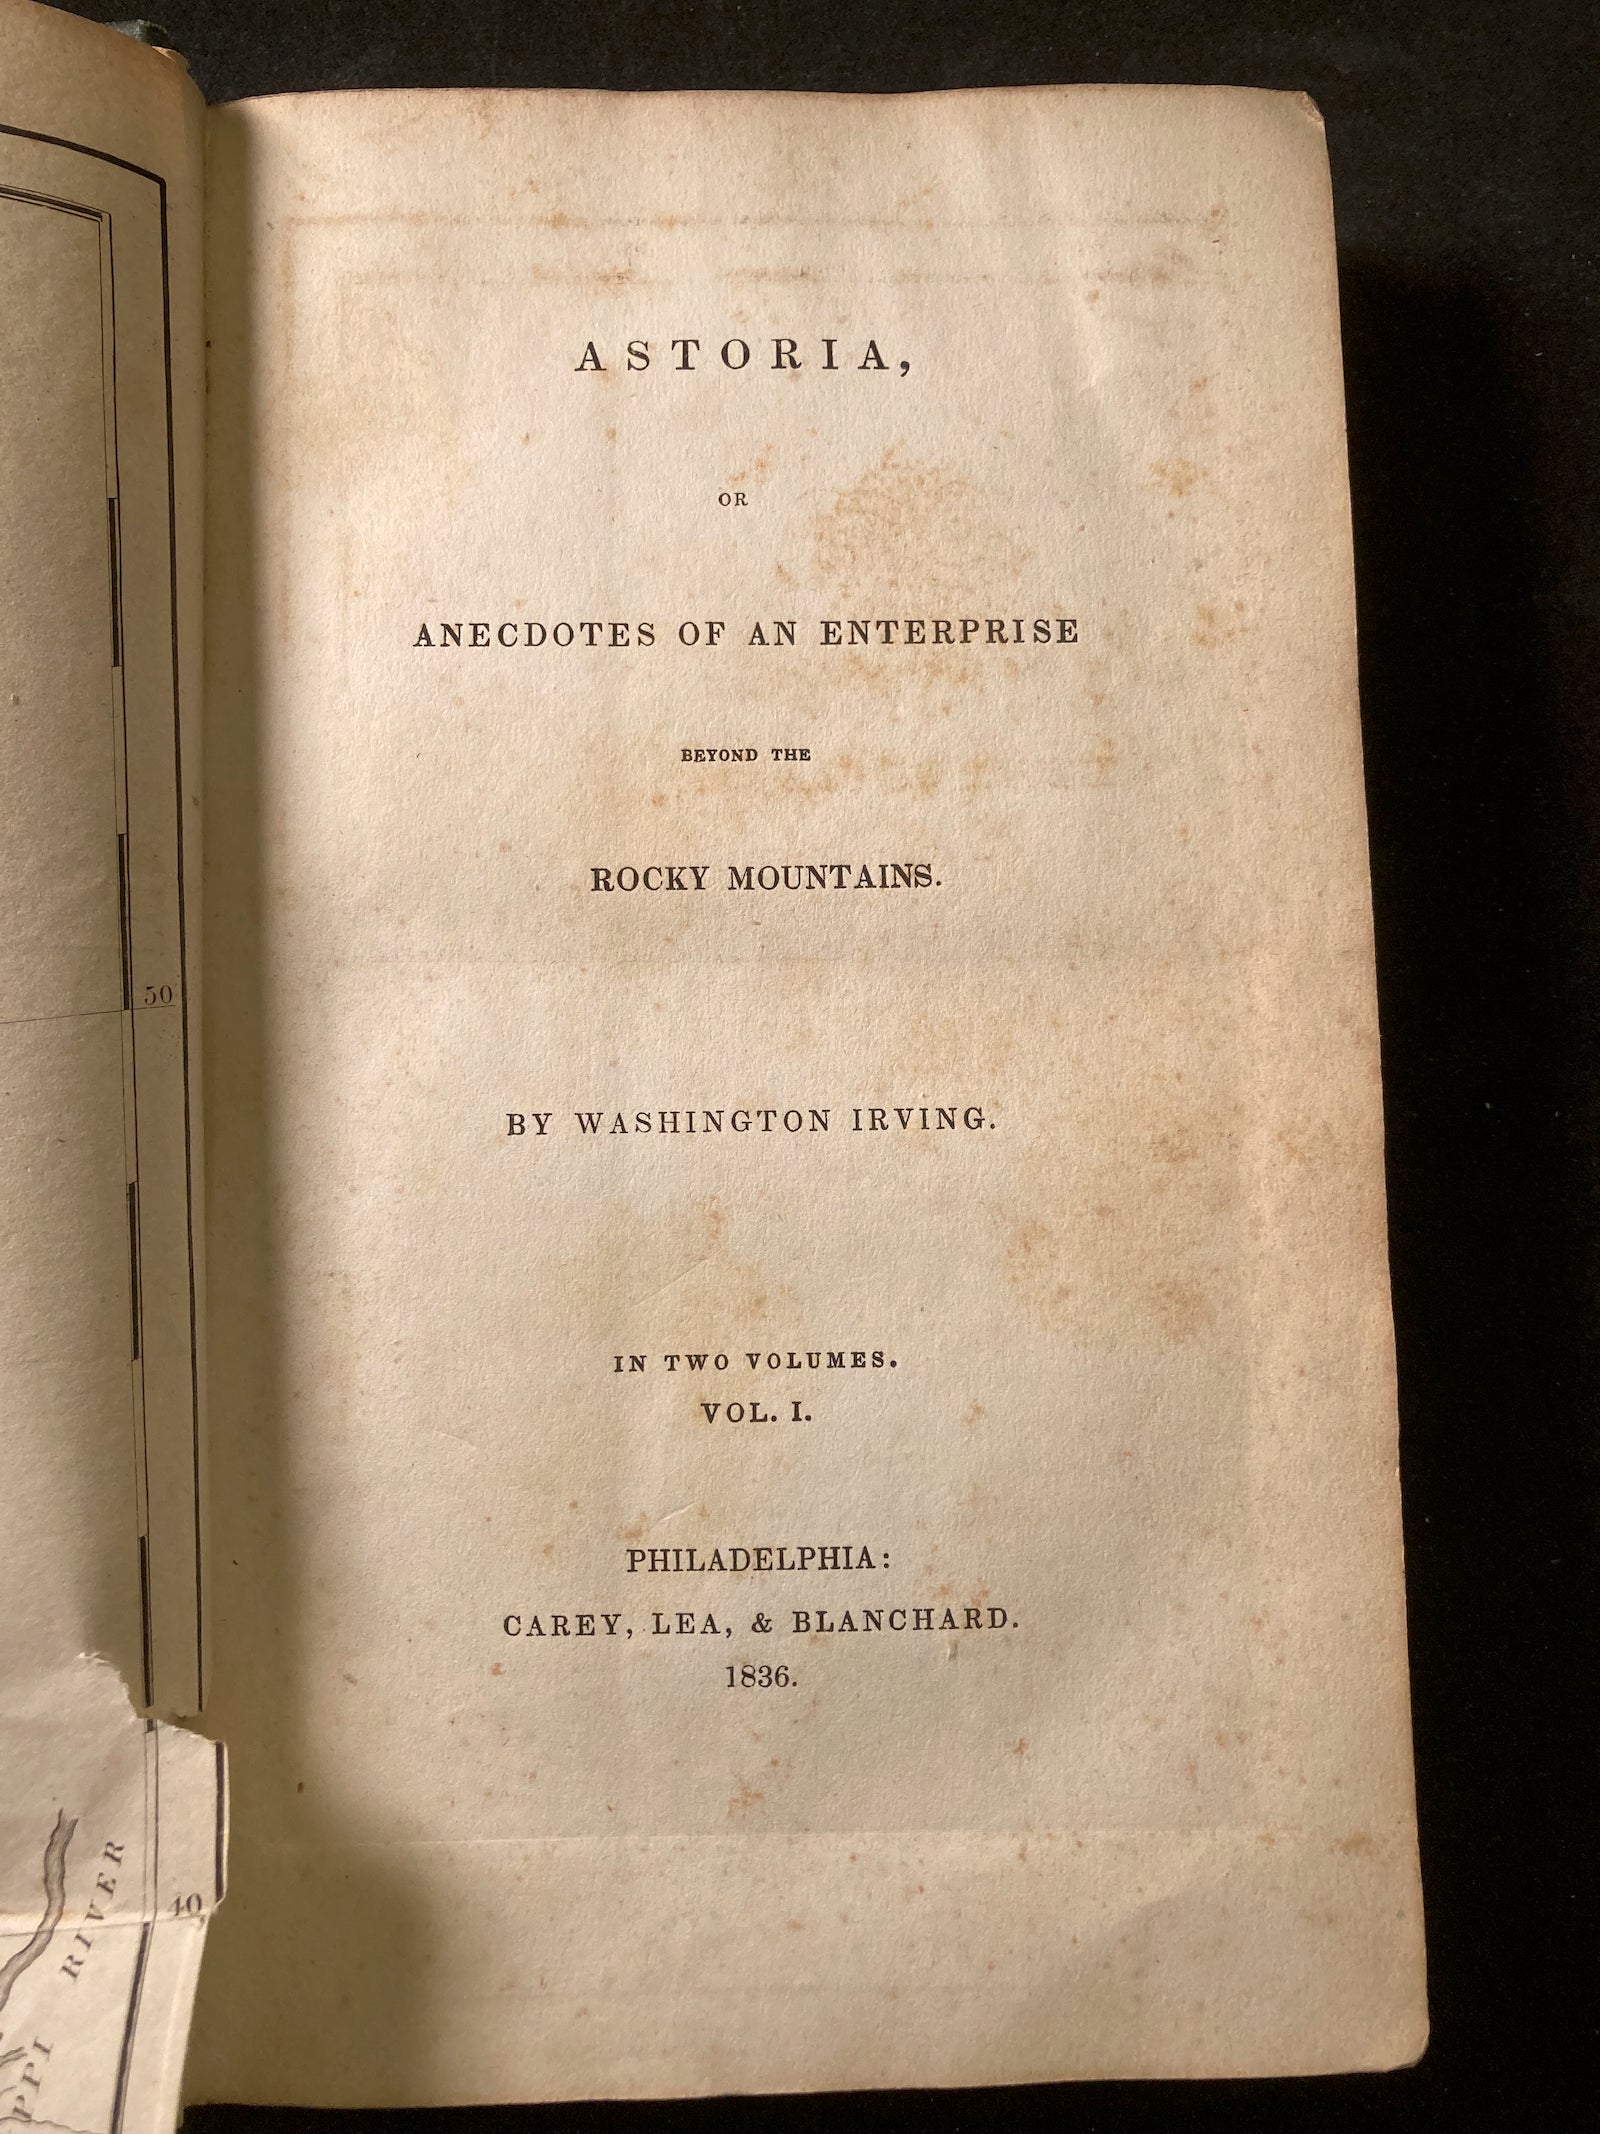 ASTORIA,
OR
ANECDOTES OF AN ENTERPRISE
BEYOND THE
ROCKY MOUNTAINS.
BY WASHINGTON IRVING.
IN TWO VOLUMES.
VOL. I.
PHILADELPHIA:
CAREY, LEA, & BLANCHARD.
1836.
50
40
RIVER
PPI